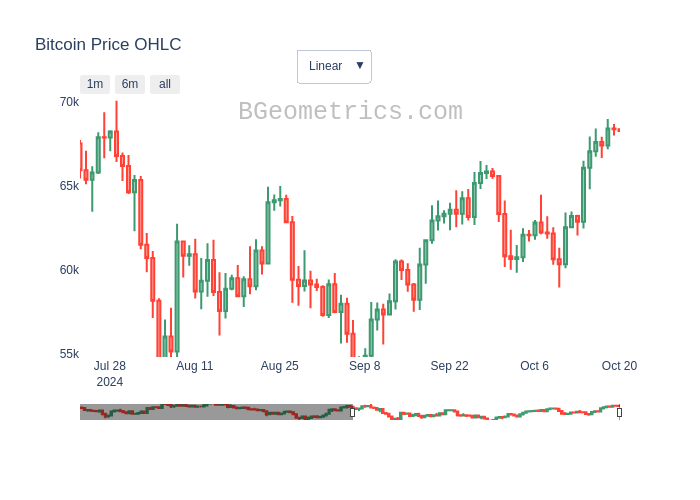 Bitcoin Price OHLC
Linear ▼
1m 6m all
BGeometrics.com
70k
65k
60k
55k
Jul 28 Aug 11 Aug 25 Sep 8 Sep 22 Oct 6 Oct 20
2024